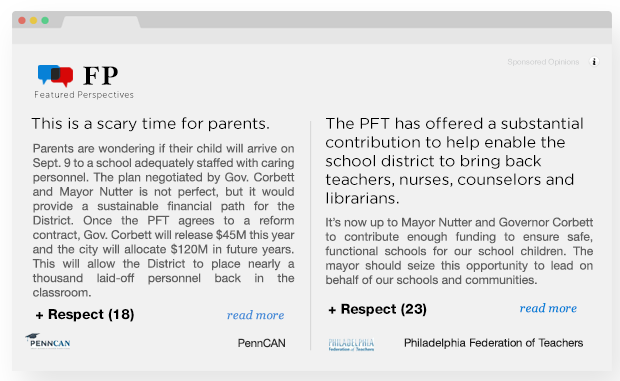 Sponsored Opinions i
FP
Featured Perspectives
This is a scary time for parents.
Parents are wondering if their child will arrive on
Sept. 9 to a school adequately staffed with caring
personnel. The plan negotiated by Gov. Corbett
and Mayor Nutter is not perfect, but it would
provide a sustainable financial path for the
District. Once the PFT agrees to a reform
contract, Gov. Corbett will release $45M this year
and the city will allocate $120M in future years.
This will allow the District to place nearly a
thousand laid-off personnel back in the
classroom.
+ Respect (18) read more
PENNCAN PennCAN
The PFT has offered a substantial
contribution to help enable the
school district to bring back
teachers, nurses, counselors and
librarians.
It's now up to Mayor Nutter and Governor Corbett
to contribute enough funding to ensure safe,
functional schools for our school children. The
mayor should seize this opportunity to lead on
behalf of our schools and communities.
+ Respect (23) read more
PHILADELPHIA
Federation of Teachers
Philadelphia Federation of Teachers